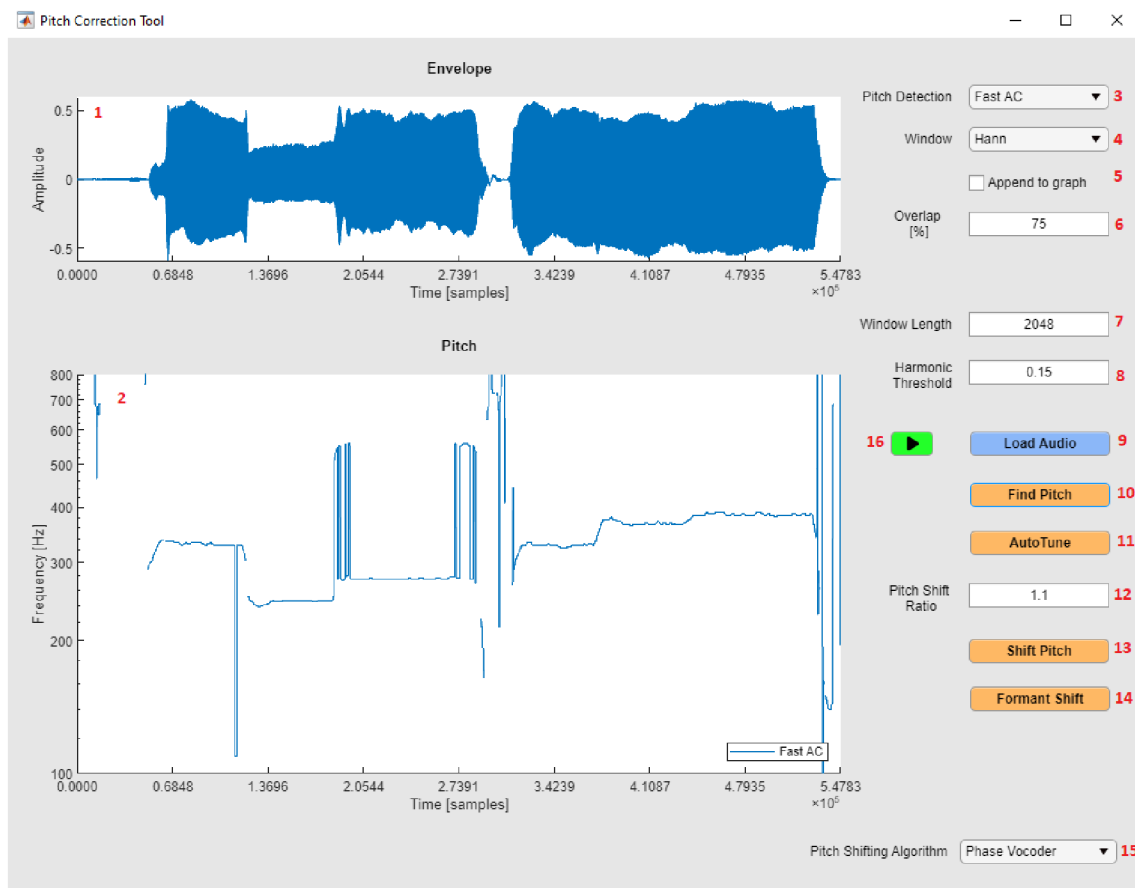 Pitch Correction Tool
Envelope
1
0.5
0
-0.5
Amplitude
0.0000 0.6848 1.3696 2.0544 2.7391 3.4239 4.1087 4.7935 5.4783
Time [samples]
×10⁵
Pitch Detection Fast AC 3
Window Hann 4
Append to graph 5
Overlap
[%] 75 6
Window Length 2048 7
Harmonic
Threshold 0.15 8
16 Load Audio 9
Find Pitch 10
AutoTune 11
Pitch Shift
Ratio 1.1 12
Shift Pitch 13
Formant Shift 14
Pitch
2
800
700
600
500
400
300
200
100
Frequency [Hz]
Fast AC
0.0000 0.6848 1.3696 2.0544 2.7391 3.4239 4.1087 4.7935 5.4783
Time [samples]
×10⁵
Pitch Shifting Algorithm Phase Vocoder 15